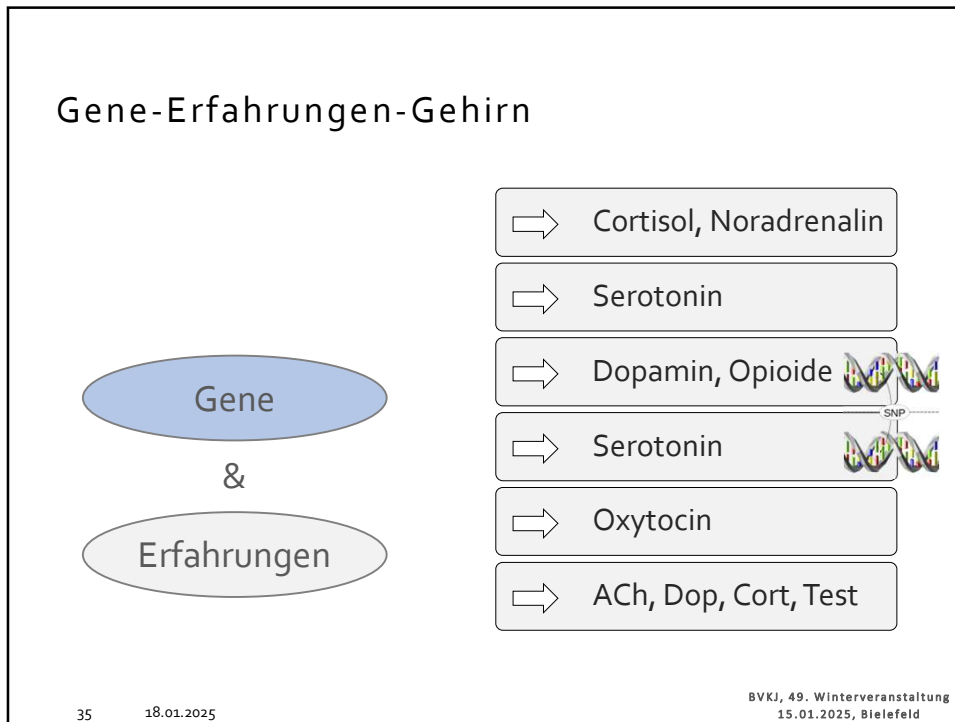 Gene-Erfahrungen-Gehirn
Gene
&
Erfahrungen
Cortisol, Noradrenalin
Serotonin
Dopamin, Opioide
SNP
Serotonin
Oxytocin
ACh, Dop, Cort, Test
35 18.01.2025
BVKJ, 49. Winterveranstaltung
15.01.2025, Bielefeld